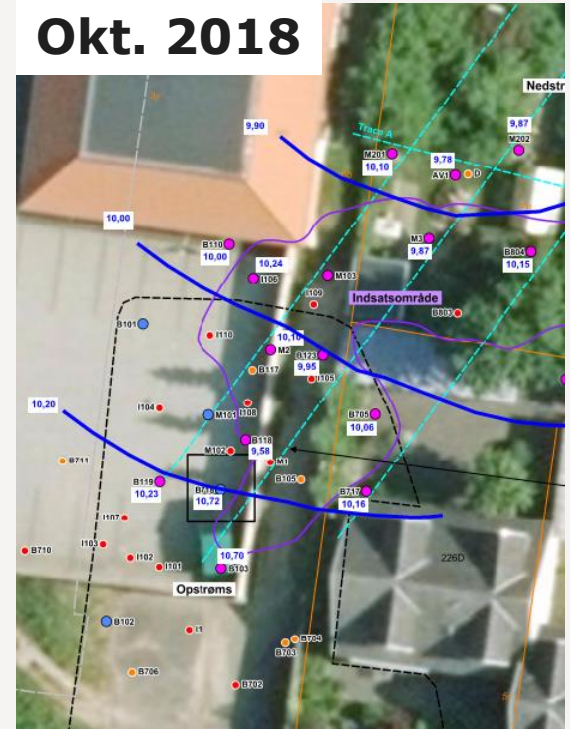 Okt. 2018
Nedstr
9,87
M202
9,90
Trace A
M201
10,10
9,78
AV1
D
10,00
B110
10,00
M3
9,87
B804
10,15
10,24
I106
M103
I109
Indsatsområde
B803
B101
I110
10,10
M2
B123
9,95
B117
I105
10,20
I104
M101
I108
B705
10,06
B118
9,58
M102
M1
B711
B119
10,23
B105
10,72
B717
10,16
I107
I103
B710
I102
I101
10,70
B103
226D
Opstrøms
B102
I1
B704
B703
B706
B702